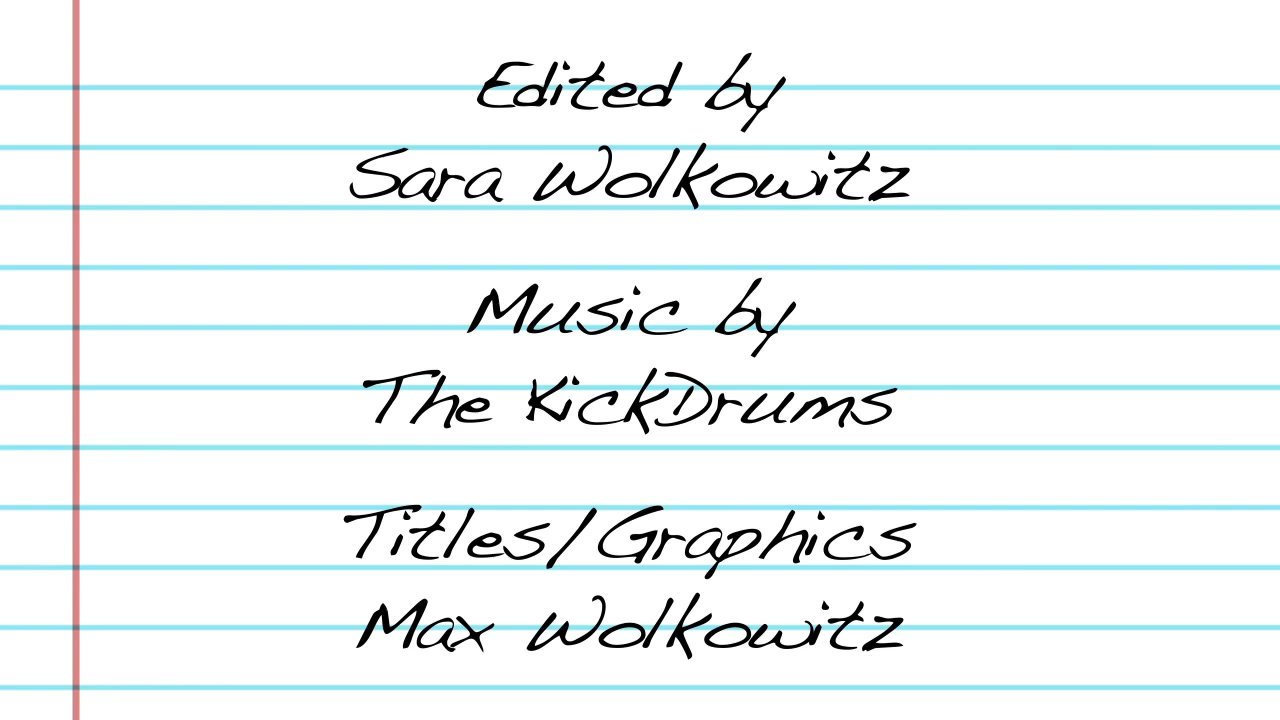 Edited by
Sara Wolkowitz
Music by
The KickDrums
Titles/Graphics
Max Wolkowitz